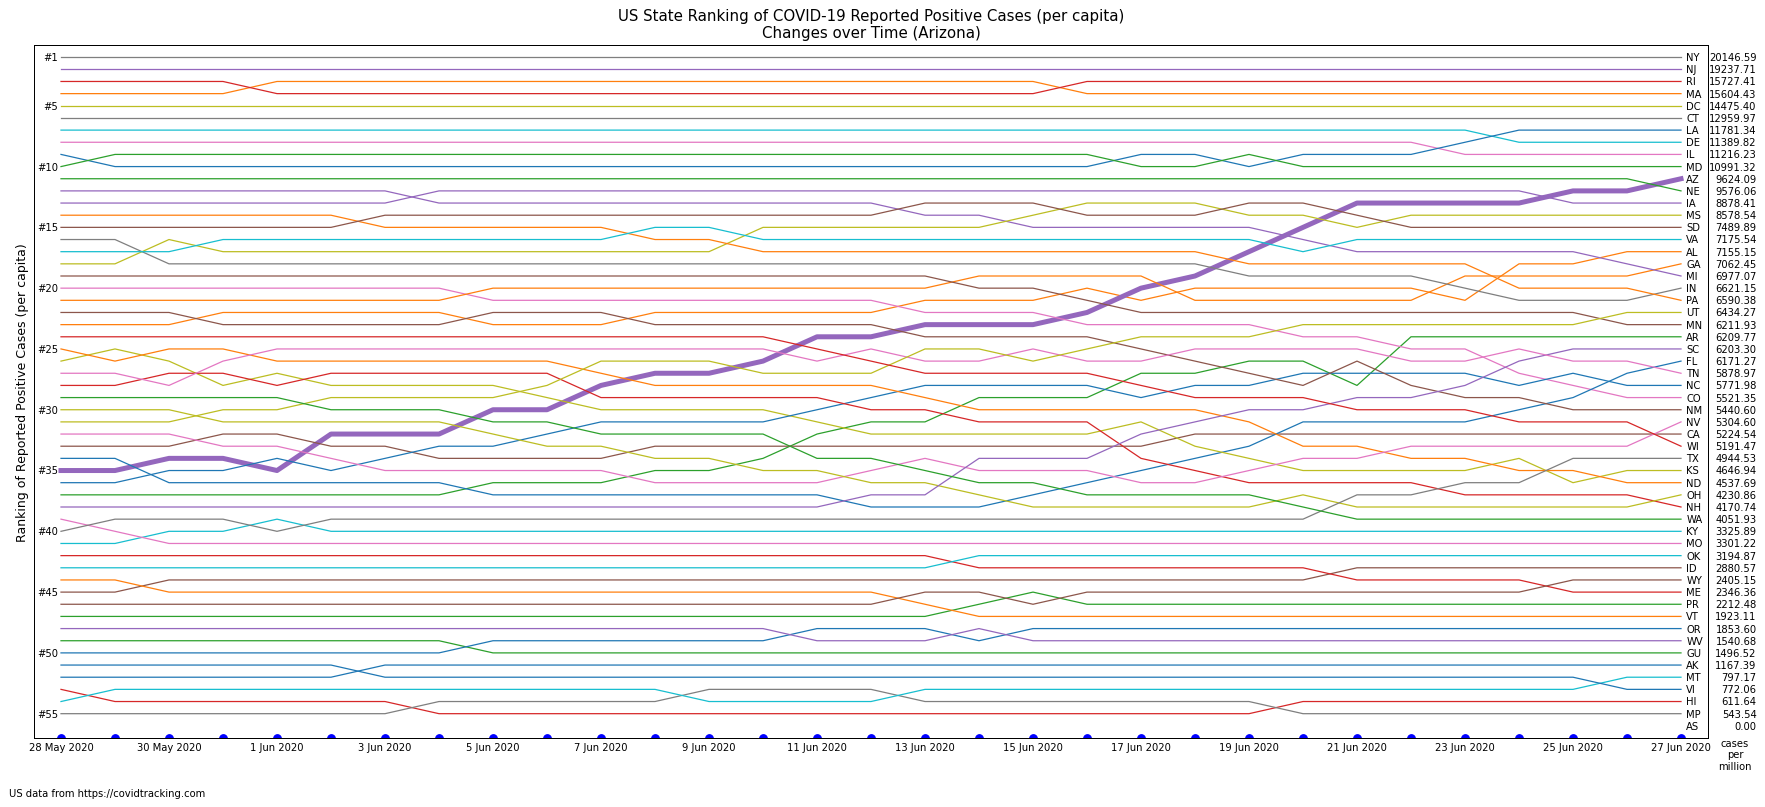 US State Ranking of COVID-19 Reported Positive Cases (per capita)
Changes over Time (Arizona)
Ranking of Reported Positive Cases (per capita)
#1
#5
#10
#15
#20
#25
#30
#35
#40
#45
#50
#55
NY 20146.59
NJ 19237.71
RI 15727.41
MA 15604.43
DC 14475.40
CT 12959.97
LA 11781.34
DE 11389.82
IL 11216.23
MD 10991.32
AZ 9624.09
NE 9576.06
IA 8878.41
MS 8578.54
SD 7489.89
VA 7175.54
AL 7155.15
GA 7062.45
MI 6977.07
IN 6621.15
PA 6590.38
UT 6434.27
MN 6211.93
AR 6209.77
SC 6203.30
FL 6171.27
TN 5878.97
NC 5771.98
CO 5521.35
NM 5440.60
NV 5304.60
CA 5224.54
WI 5191.47
TX 4944.53
KS 4646.94
ND 4537.69
OH 4230.86
NH 4170.74
WA 4051.93
KY 3325.89
MO 3301.22
OK 3194.87
ID 2880.57
WY 2405.15
ME 2346.36
PR 2212.48
VT 1923.11
OR 1853.60
WV 1540.68
GU 1496.52
AK 1167.39
MT 797.17
VI 772.06
HI 611.64
MP 543.54
AS 0.00
28 May 2020 30 May 2020 1 Jun 2020 3 Jun 2020 5 Jun 2020 7 Jun 2020 9 Jun 2020 11 Jun 2020 13 Jun 2020 15 Jun 2020 17 Jun 2020 19 Jun 2020 21 Jun 2020 23 Jun 2020 25 Jun 2020 27 Jun 2020
cases
per
million
US data from https://covidtracking.com